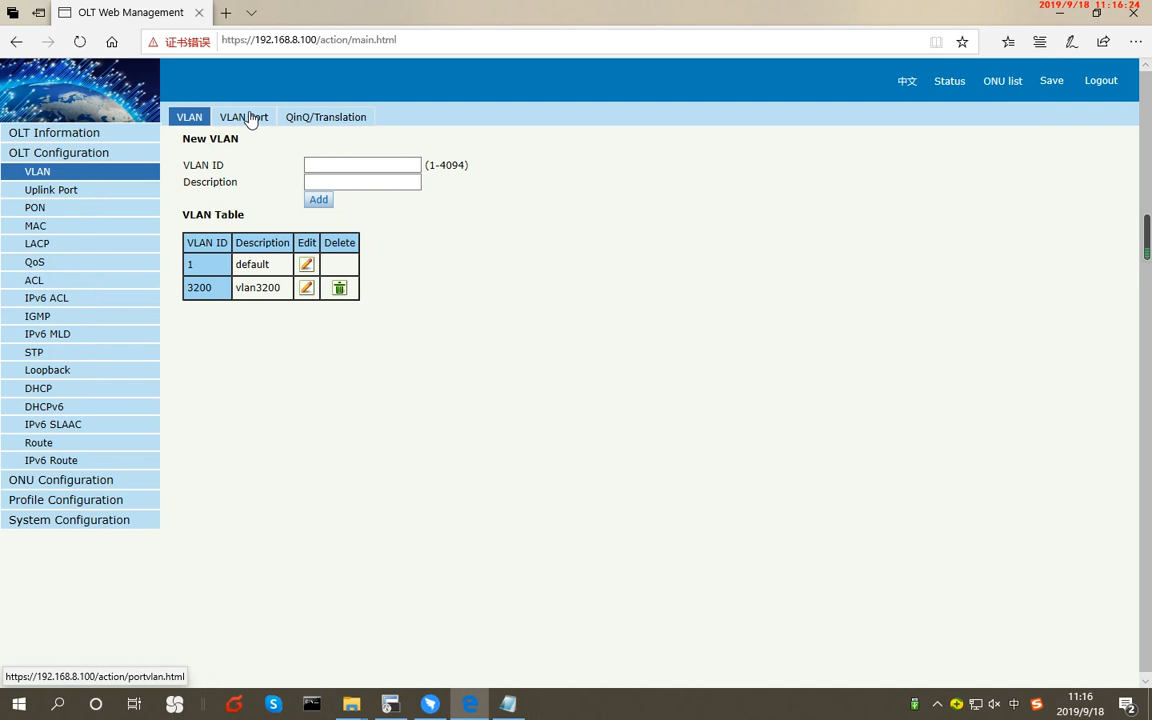 2019/9/18 11:16:24
OLT Web Management
证书错误
https://192.168.8.100/action/main.html
中文
Status
ONU list
Save
Logout
OLT Information
OLT Configuration
VLAN
Uplink Port
PON
MAC
LACP
QoS
ACL
IPv6 ACL
IGMP
IPv6 MLD
STP
Loopback
DHCP
DHCPv6
IPv6 SLAAC
Route
IPv6 Route
ONU Configuration
Profile Configuration
System Configuration
VLAN
VLAN Port
QinQ/Translation
New VLAN
VLAN ID
(1-4094)
Description
Add
VLAN Table
VLAN ID Description Edit Delete
1 default
3200 vlan3200
https://192.168.8.100/action/portvlan.html
中
11:16
2019/9/18
2